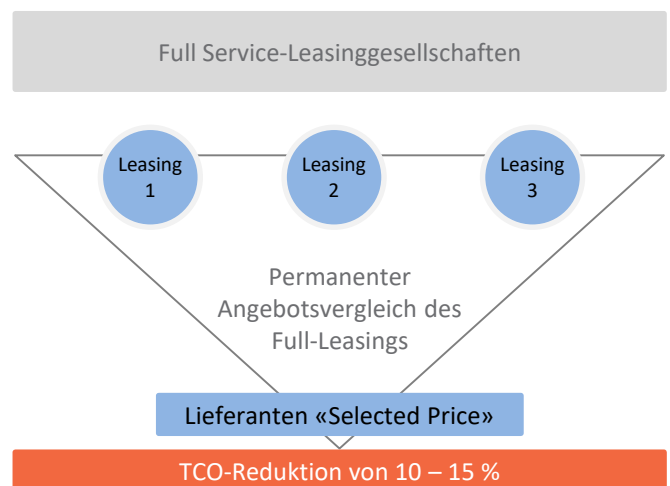 Full Service-Leasinggesellschaften
Leasing
1
Leasing
2
Leasing
3
Permanenter
Angebotsvergleich des
Full-Leasings
Lieferanten «Selected Price»
TCO-Reduktion von 10 – 15 %